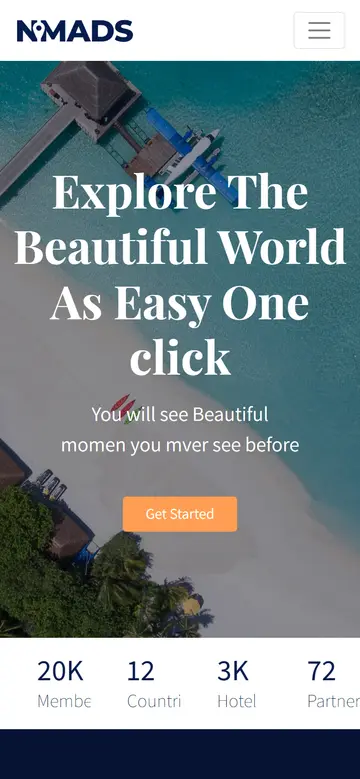 NOMADS
Explore The
Beautiful World
As Easy One
click
You will see Beautiful
momen you mver see before
Get Started
20K 12 3K 72
Membe Countri Hotel Partner